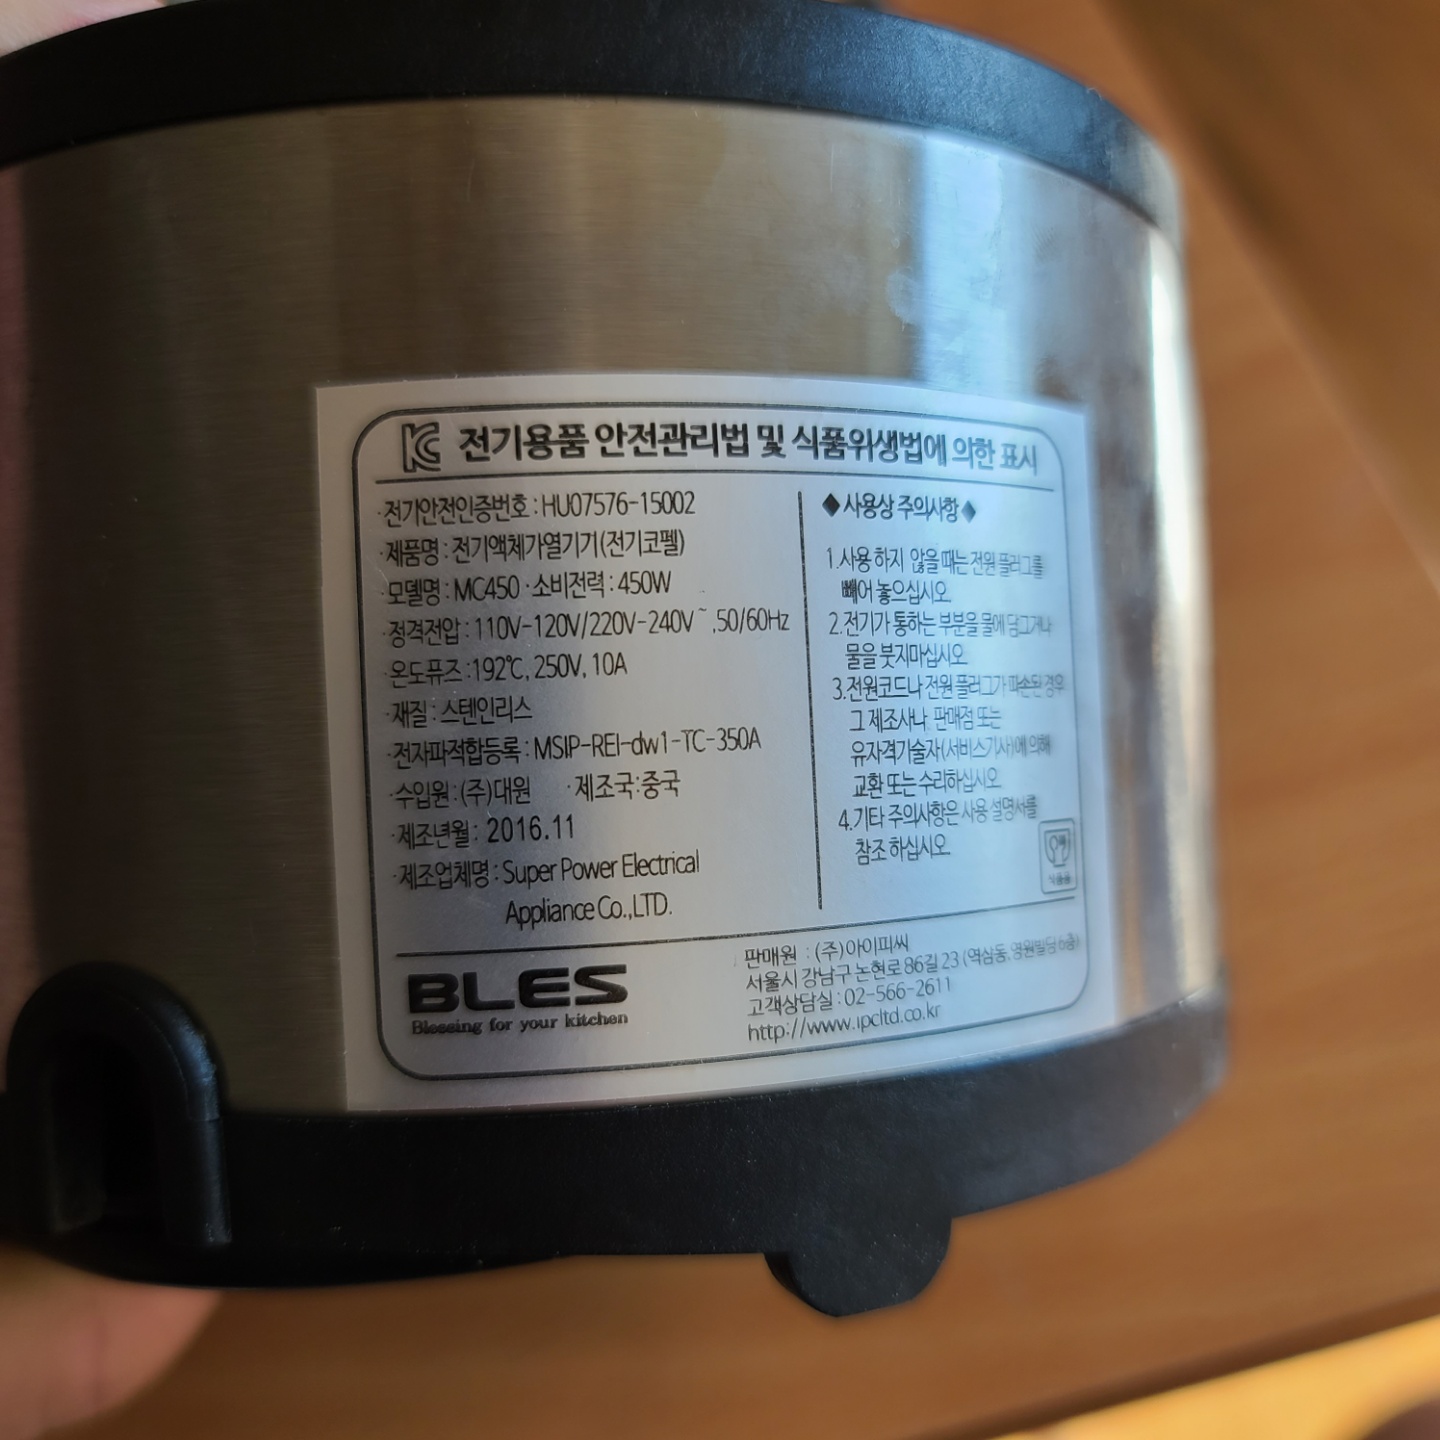 전기용품 안전관리법 및 식품위생법에 의한 표시
·전기안전인증번호 : HU07576-15002
·제품명 : 전기액체가열기기(전기코펠)
·모델명 : MC450 ·소비전력 : 450W
·정격전압 : 110V-120V/220V-240V~,50/60Hz
·온도퓨즈 :192℃, 250V, 10A
·재질 : 스텐인리스
·전자파적합등록 : MSIP-REI-dw1-TC-350A
·수입원 : (주)대원 ·제조국:중국
·제조년월 : 2016.11
·제조업체명 : Super Power Electrical
Appliance Co.,LTD.
◆사용상 주의사항◆
1.사용 하지 않을 때는 전원 플러그를
빼어 놓으십시오
2.전기가 통하는 부분을 물에 담그거나
물을 붓지마십시오
3.전원코드나 전원 플러그가 파손된 경우
그 제조사나 판매점 또는
유자격기술자(서비스기사)에 의해
교환 또는 수리하십시오
4.기타 주의사항은 사용 설명서를
참조 하십시오
식품용
BLES
Blessing for your kitchen
판매원 : (주)아이피씨
서울시 강남구 논현로 86길 23 (역삼동, 영원빌딩 6층)
고객상담실 : 02-566-2611
http://www.ipcltd.co.kr